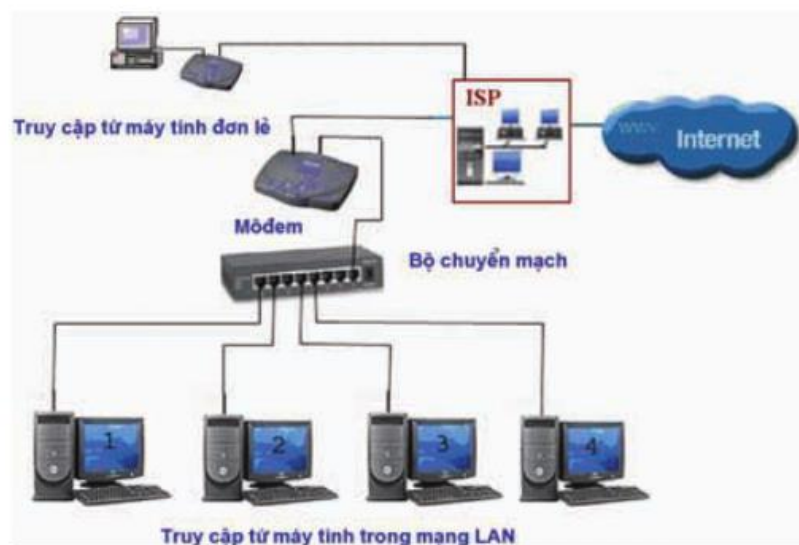 ISP
Truy cập từ máy tính đơn lẻ
WWW.
Internet
Môđem
Bộ chuyển mạch
1
2
3
4
Truy cập từ máy tính trong mạng LAN